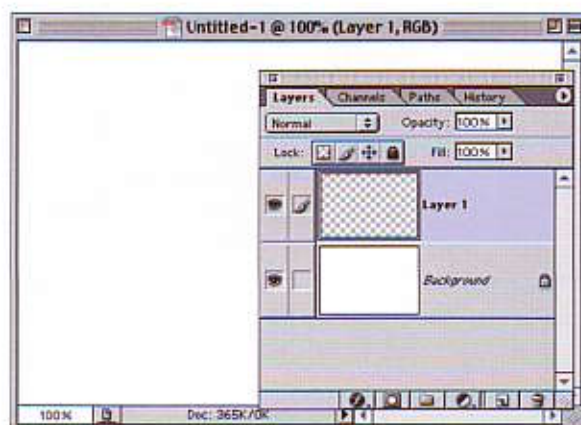 Untitled-1 @ 100% (Layer 1, RGB)
Layers Channels Paths History
Normal Opacity: 100%
Lock: Fill: 100%
Layer 1
Background
100% Doc: 365K/0K